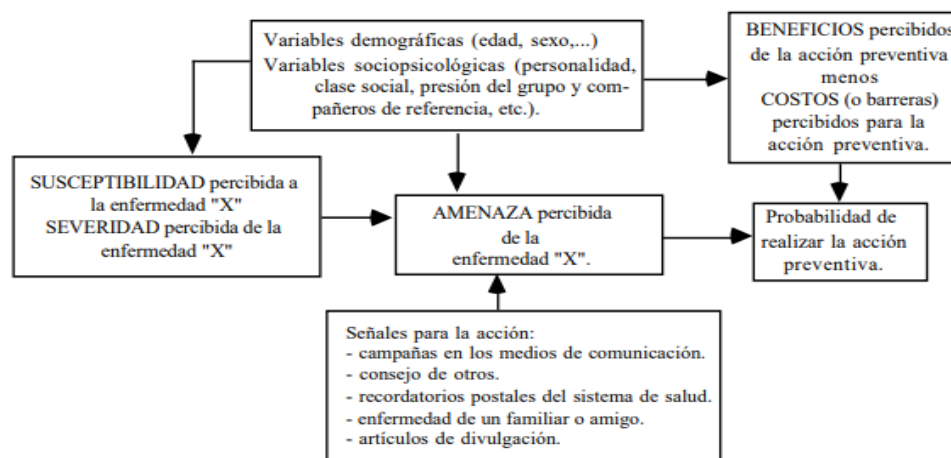 Variables demográficas (edad, sexo,...)
Variables sociopsicológicas (personalidad,
clase social, presión del grupo y com-
pañeros de referencia, etc.).
BENEFICIOS percibidos
de la acción preventiva
menos
COSTOS (o barreras)
percibidos para la
acción preventiva.
SUSCEPTIBILIDAD percibida a
la enfermedad "X"
SEVERIDAD percibida de la
enfermedad "X"
AMENAZA percibida
de la
enfermedad "X".
Probabilidad de
realizar la acción
preventiva.
Señales para la acción:
- campañas en los medios de comunicación.
- consejo de otros.
- recordatorios postales del sistema de salud.
- enfermedad de un familiar o amigo.
- artículos de divulgación.